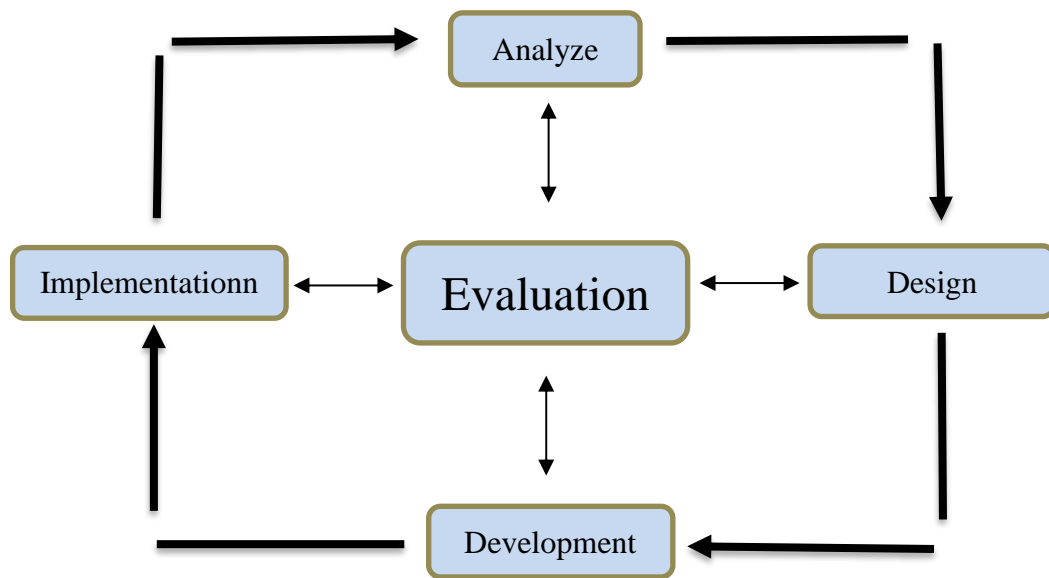 Analyze
Implementationn
Evaluation
Design
Development